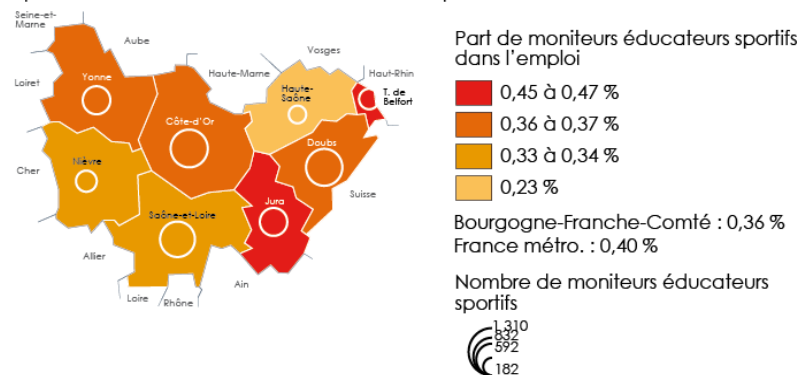 Seine-et-
Marne
Aube
Vosges
Loiret
Yonne
Haute-Marne
Haute-
Saône
Haut-Rhin
T. de
Belfort
Côte-d'Or
Doubs
Cher
Nièvre
Suisse
Jura
Saône-et-Loire
Allier
Ain
Loire
Rhône
Part de moniteurs éducateurs sportifs
dans l'emploi
0,45 à 0,47 %
0,36 à 0,37 %
0,33 à 0,34 %
0,23 %
Bourgogne-Franche-Comté : 0,36 %
France métro. : 0,40 %
Nombre de moniteurs éducateurs
sportifs
1 310
832
592
182